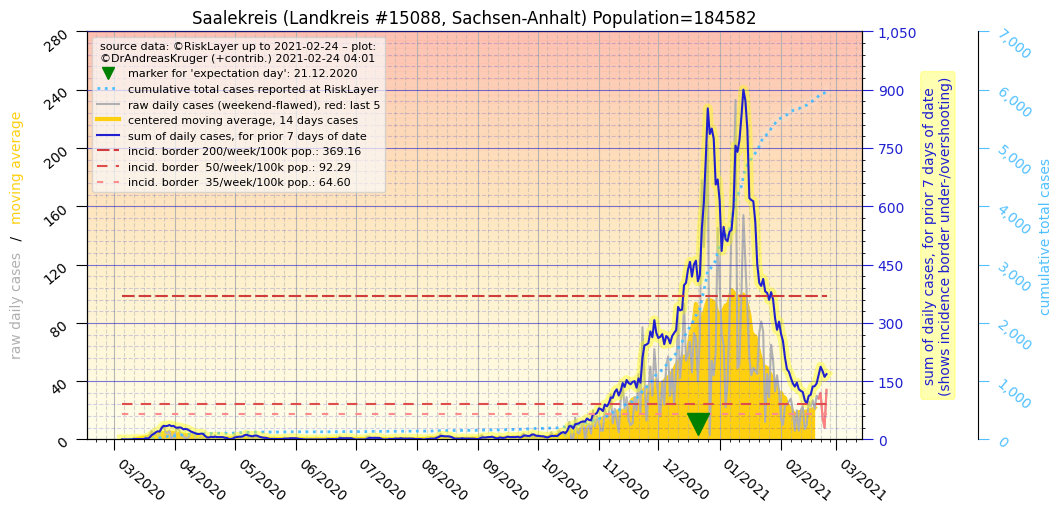 Saalekreis (Landkreis #15088, Sachsen-Anhalt) Population=184582
source data: ©RiskLayer up to 2021-02-24 – plot:
©DrAndreasKruger (+contrib.) 2021-02-24 04:01
marker for 'expectation day': 21.12.2020
cumulative total cases reported at RiskLayer
raw daily cases (weekend-flawed), red: last 5
centered moving average, 14 days cases
sum of daily cases, for prior 7 days of date
incid. border 200/week/100k pop.: 369.16
incid. border  50/week/100k pop.: 92.29
incid. border  35/week/100k pop.: 64.60
raw daily cases / moving average
280
240
200
160
120
80
40
0
03/2020
04/2020
05/2020
06/2020
07/2020
08/2020
09/2020
10/2020
11/2020
12/2020
01/2021
02/2021
03/2021
1,050
900
750
600
450
300
150
0
sum of daily cases, for prior 7 days of date
(shows incidence border under-/overshooting)
7,000
6,000
5,000
4,000
3,000
2,000
1,000
0
cumulative total cases